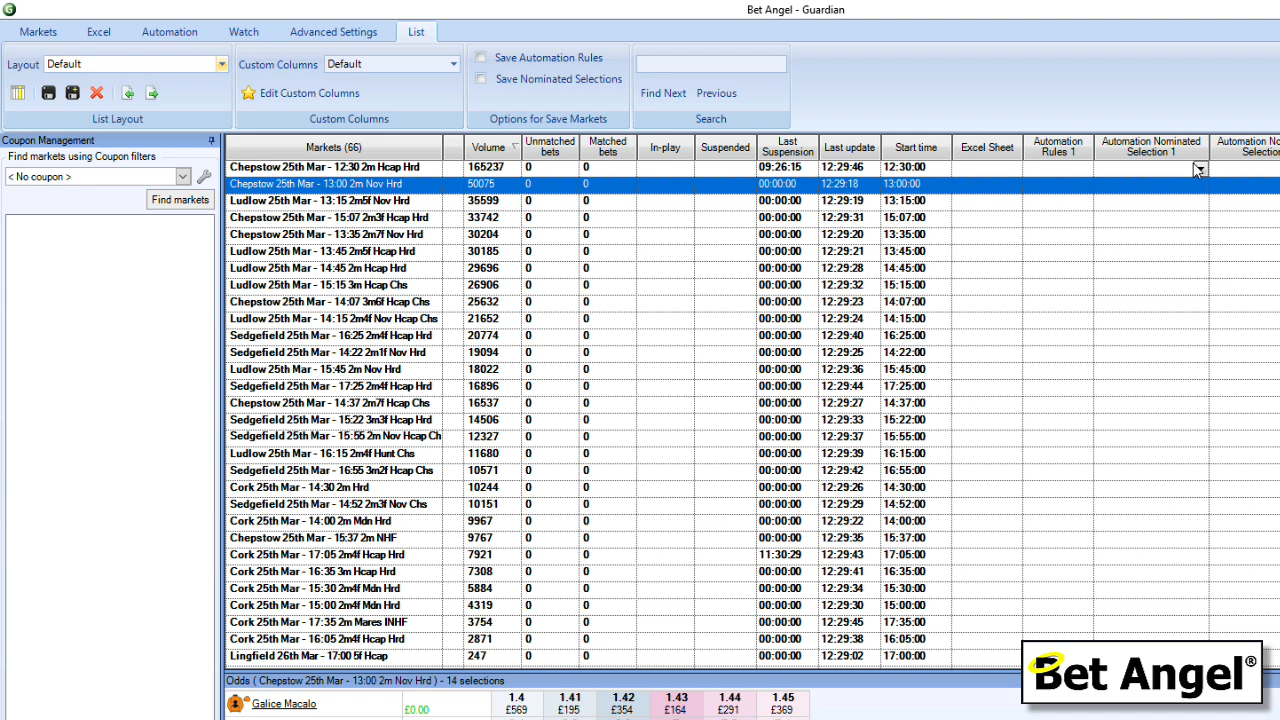 G Bet Angel - Guardian
Markets Excel Automation Watch Advanced Settings List
Layout Default Custom Columns Default Save Automation Rules
Save Nominated Selections
Edit Custom Columns Find Next Previous
List Layout Custom Columns Options for Save Markets Search
Coupon Management
Find markets using Coupon filters
< No coupon >
Find markets
Markets (66) Volume Unmatched bets Matched bets In-play Suspended Last Suspension Last update Start time Excel Sheet Automation Rules 1 Automation Nominated Selection 1 Automation No Selection
Chepstow 25th Mar - 12:30 2m Hcap Hrd 165237 0 0 09:26:15 12:29:46 12:30:00
Chepstow 25th Mar - 13:00 2m Nov Hrd 50075 0 0 00:00:00 12:29:18 13:00:00
Ludlow 25th Mar - 13:15 2m5f Nov Hrd 35599 0 0 00:00:00 12:29:19 13:15:00
Chepstow 25th Mar - 15:07 2m3f Hcap Hrd 33742 0 0 00:00:00 12:29:31 15:07:00
Chepstow 25th Mar - 13:35 2m7f Nov Hrd 30204 0 0 00:00:00 12:29:20 13:35:00
Ludlow 25th Mar - 13:45 2m5f Hcap Hrd 30185 0 0 00:00:00 12:29:21 13:45:00
Ludlow 25th Mar - 14:45 2m Hcap Hrd 29696 0 0 00:00:00 12:29:28 14:45:00
Ludlow 25th Mar - 15:15 3m Hcap Chs 26906 0 0 00:00:00 12:29:32 15:15:00
Chepstow 25th Mar - 14:07 3m6f Hcap Chs 25632 0 0 00:00:00 12:29:23 14:07:00
Ludlow 25th Mar - 14:15 2m4f Nov Hcap Chs 21652 0 0 00:00:00 12:29:24 14:15:00
Sedgefield 25th Mar - 16:25 2m4f Hcap Hrd 20774 0 0 00:00:00 12:29:40 16:25:00
Sedgefield 25th Mar - 14:22 2m1f Nov Hrd 19094 0 0 00:00:00 12:29:25 14:22:00
Ludlow 25th Mar - 15:45 2m Nov Hrd 18022 0 0 00:00:00 12:29:36 15:45:00
Sedgefield 25th Mar - 17:25 2m4f Hcap Hrd 16896 0 0 00:00:00 12:29:44 17:25:00
Chepstow 25th Mar - 14:37 2m7f Hcap Chs 16537 0 0 00:00:00 12:29:27 14:37:00
Sedgefield 25th Mar - 15:22 3m3f Hcap Hrd 14506 0 0 00:00:00 12:29:33 15:22:00
Sedgefield 25th Mar - 15:55 2m Nov Hcap Ch 12327 0 0 00:00:00 12:29:37 15:55:00
Ludlow 25th Mar - 16:15 2m4f Hunt Chs 11680 0 0 00:00:00 12:29:39 16:15:00
Sedgefield 25th Mar - 16:55 3m2f Hcap Chs 10571 0 0 00:00:00 12:29:42 16:55:00
Cork 25th Mar - 14:30 2m Hrd 10244 0 0 00:00:00 12:29:26 14:30:00
Sedgefield 25th Mar - 14:52 2m3f Nov Chs 10151 0 0 00:00:00 12:29:29 14:52:00
Cork 25th Mar - 14:00 2m Mdn Hrd 9967 0 0 00:00:00 12:29:22 14:00:00
Chepstow 25th Mar - 15:37 2m NHF 9767 0 0 00:00:00 12:29:35 15:37:00
Cork 25th Mar - 17:05 2m4f Hcap Hrd 7921 0 0 11:30:29 12:29:43 17:05:00
Cork 25th Mar - 16:35 3m Hcap Hrd 7308 0 0 00:00:00 12:29:41 16:35:00
Cork 25th Mar - 15:30 2m4f Mdn Hrd 5884 0 0 00:00:00 12:29:34 15:30:00
Cork 25th Mar - 15:00 2m4f Mdn Hrd 4319 0 0 00:00:00 12:29:30 15:00:00
Cork 25th Mar - 17:35 2m Mares INHF 3754 0 0 00:00:00 12:29:45 17:35:00
Cork 25th Mar - 16:05 2m4f Hcap Hrd 2871 0 0 00:00:00 12:29:38 16:05:00
Lingfield 26th Mar - 17:00 5f Hcap 247 0 0 00:00:00 12:29:02 17:00:00
Bet Angel®
Odds ( Chepstow 25th Mar - 13:00 2m Nov Hrd ) - 14 selections
1.4 1.41 1.42 1.43 1.44 1.45
Galice Macalo £0.00 £569 £195 £354 £164 £291 £369